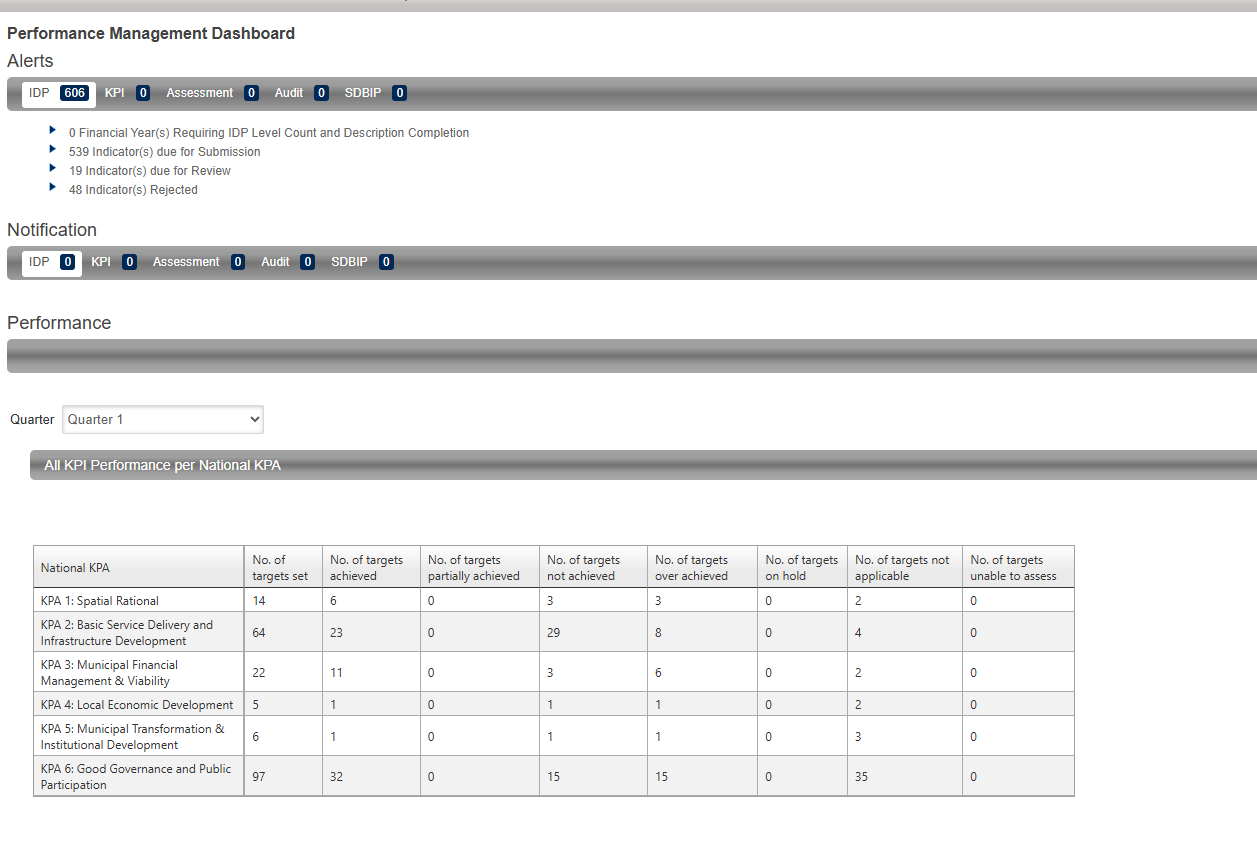 Performance Management Dashboard
Alerts
IDP 606 KPI 0 Assessment 0 Audit 0 SDBIP 0
0 Financial Year(s) Requiring IDP Level Count and Description Completion
539 Indicator(s) due for Submission
19 Indicator(s) due for Review
48 Indicator(s) Rejected
Notification
IDP 0 KPI 0 Assessment 0 Audit 0 SDBIP 0
Performance
Quarter Quarter 1
All KPI Performance per National KPA
National KPA
No. of
targets set
No. of targets
achieved
No. of targets
partially achieved
No. of targets
not achieved
No. of targets
over achieved
No. of targets
on hold
No. of targets not
applicable
No. of targets
unable to assess
KPA 1: Spatial Rational 14 6 0 3 3 0 2 0
KPA 2: Basic Service Delivery and
Infrastructure Development 64 23 0 29 8 0 4 0
KPA 3: Municipal Financial
Management & Viability 22 11 0 3 6 0 2 0
KPA 4: Local Economic Development 5 1 0 1 1 0 2 0
KPA 5: Municipal Transformation &
Institutional Development 6 1 0 1 1 0 3 0
KPA 6: Good Governance and Public
Participation 97 32 0 15 15 0 35 0